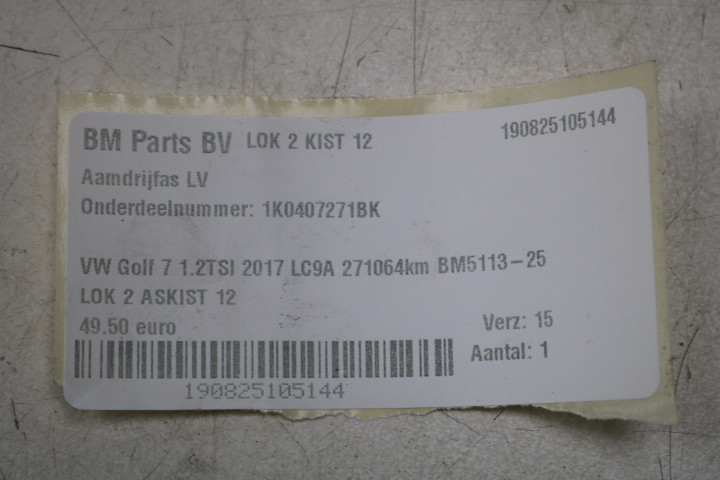 BM Parts BV LOK 2 KIST 12 190825105144
Aamdrijfas LV
Onderdeelnummer: 1K0407271BK
VW Golf 7 1.2TSI 2017 LC9A 271064km BM5113-25
LOK 2 ASKIST 12
49.50 euro Verz: 15
Aantal: 1
190825105144